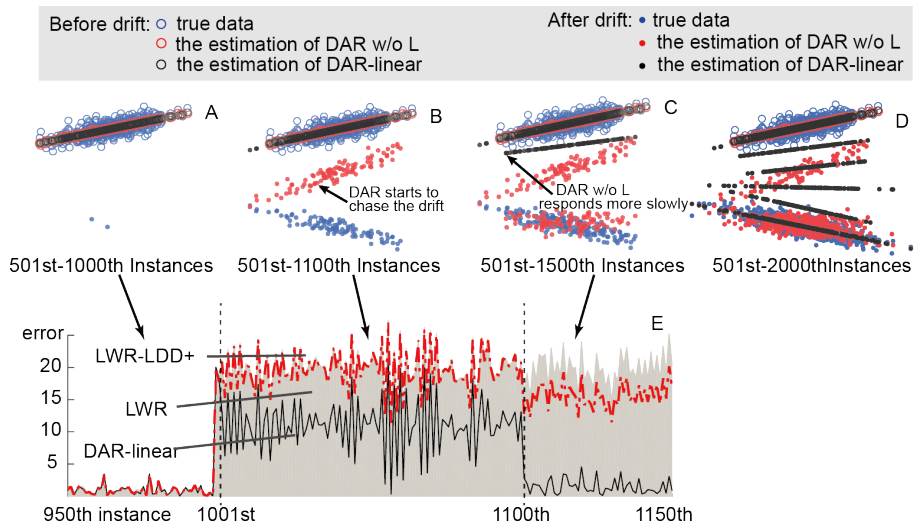 Before drift: true data
the estimation of DAR w/o L
the estimation of DAR-linear
After drift: true data
the estimation of DAR w/o L
the estimation of DAR-linear
A
B
C
D
DAR starts to
chase the drift
DAR w/o L
responds more slowly
501st-1000th Instances
501st-1100th Instances
501st-1500th Instances
501st-2000thInstances
E
error
20
15
10
5
LWR-LDD+
LWR
DAR-linear
950th instance
1001st
1100th
1150th